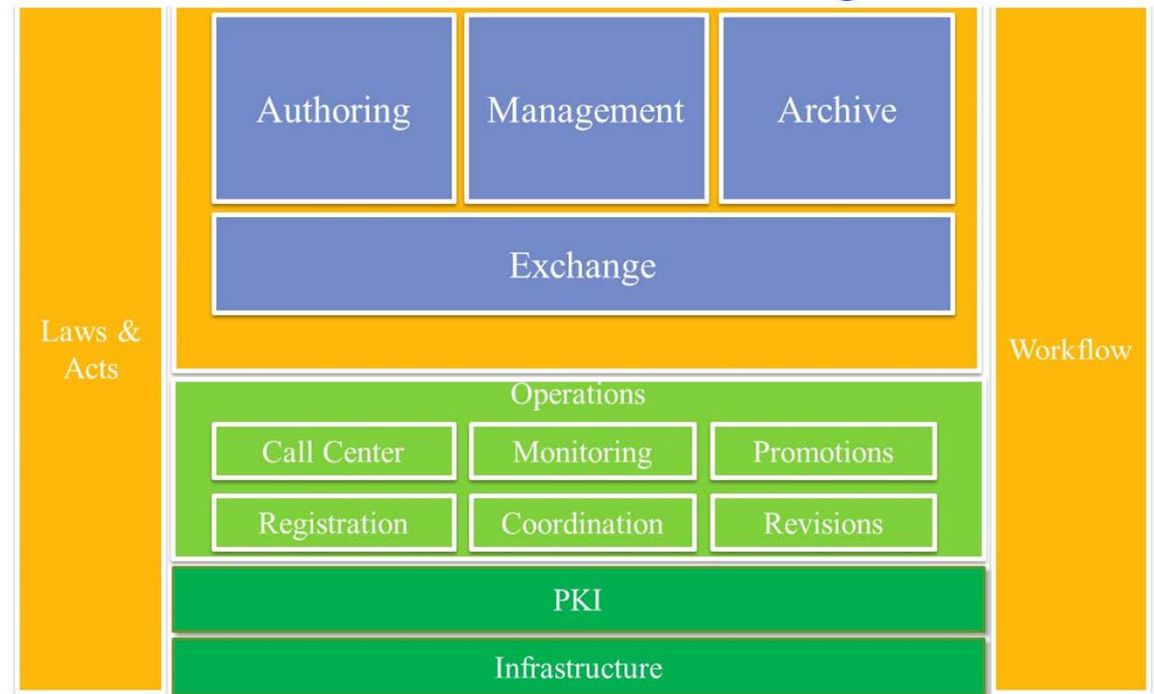 Authoring
Management
Archive
Exchange
Laws &
Acts
Workflow
Operations
Call Center
Monitoring
Promotions
Registration
Coordination
Revisions
PKI
Infrastructure